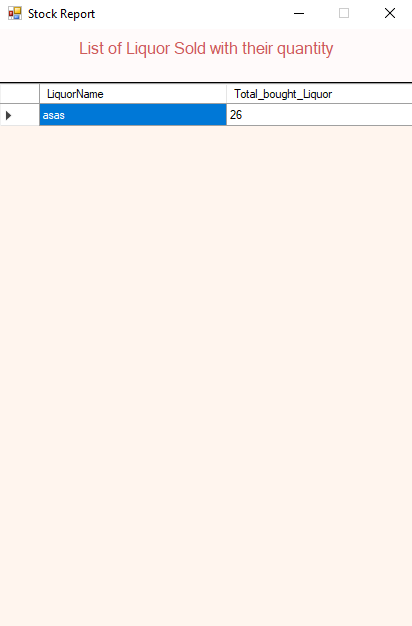 Stock Report
List of Liquor Sold with their quantity
LiquorName Total_bought_Liquor
asas 26